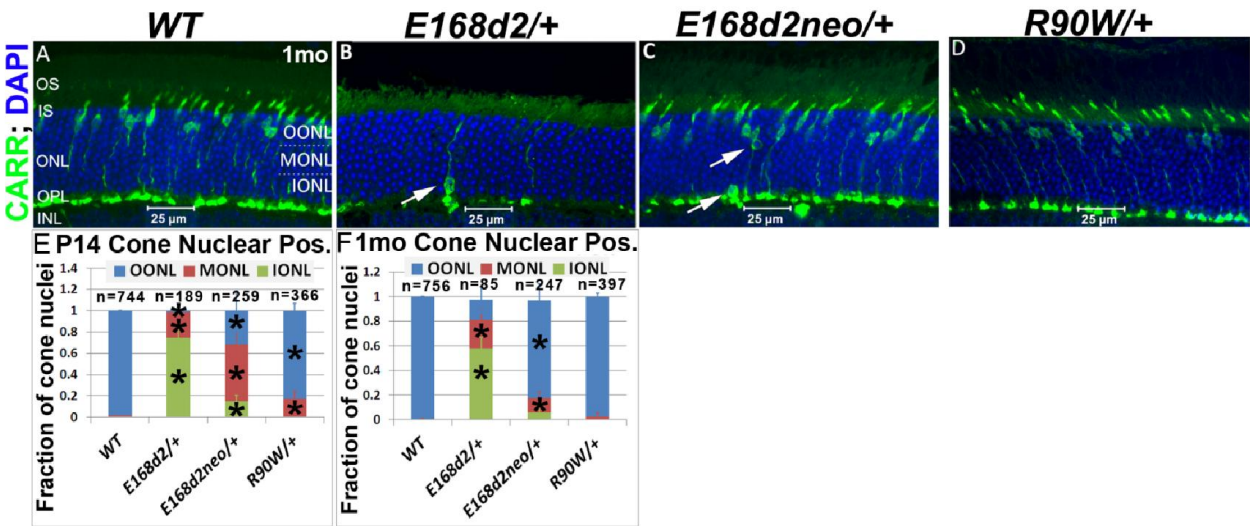 WT E168d2/+ E168d2neo/+ R90W/+
CARR; DAPI
A 1mo
OS
IS
OONL
MONL
ONL
IONL
OPL
INL
25 µm
B
25 µm
C
25 µm
D
25 µm
E P14 Cone Nuclear Pos.
Fraction of cone nuclei
1.4
1.2
1
0.8
0.6
0.4
0.2
0
OONL MONL IONL
n=744 n=189 n=259 n=366
* * * * * * * *
WT E168d2/+ E168d2neo/+ R90W/+
F 1mo Cone Nuclear Pos.
Fraction of cone nuclei
1.2
1
0.8
0.6
0.4
0.2
0
OONL MONL IONL
n=756 n=85 n=247 n=397
* * * *
WT E168d2/+ E168d2neo/+ R90W/+